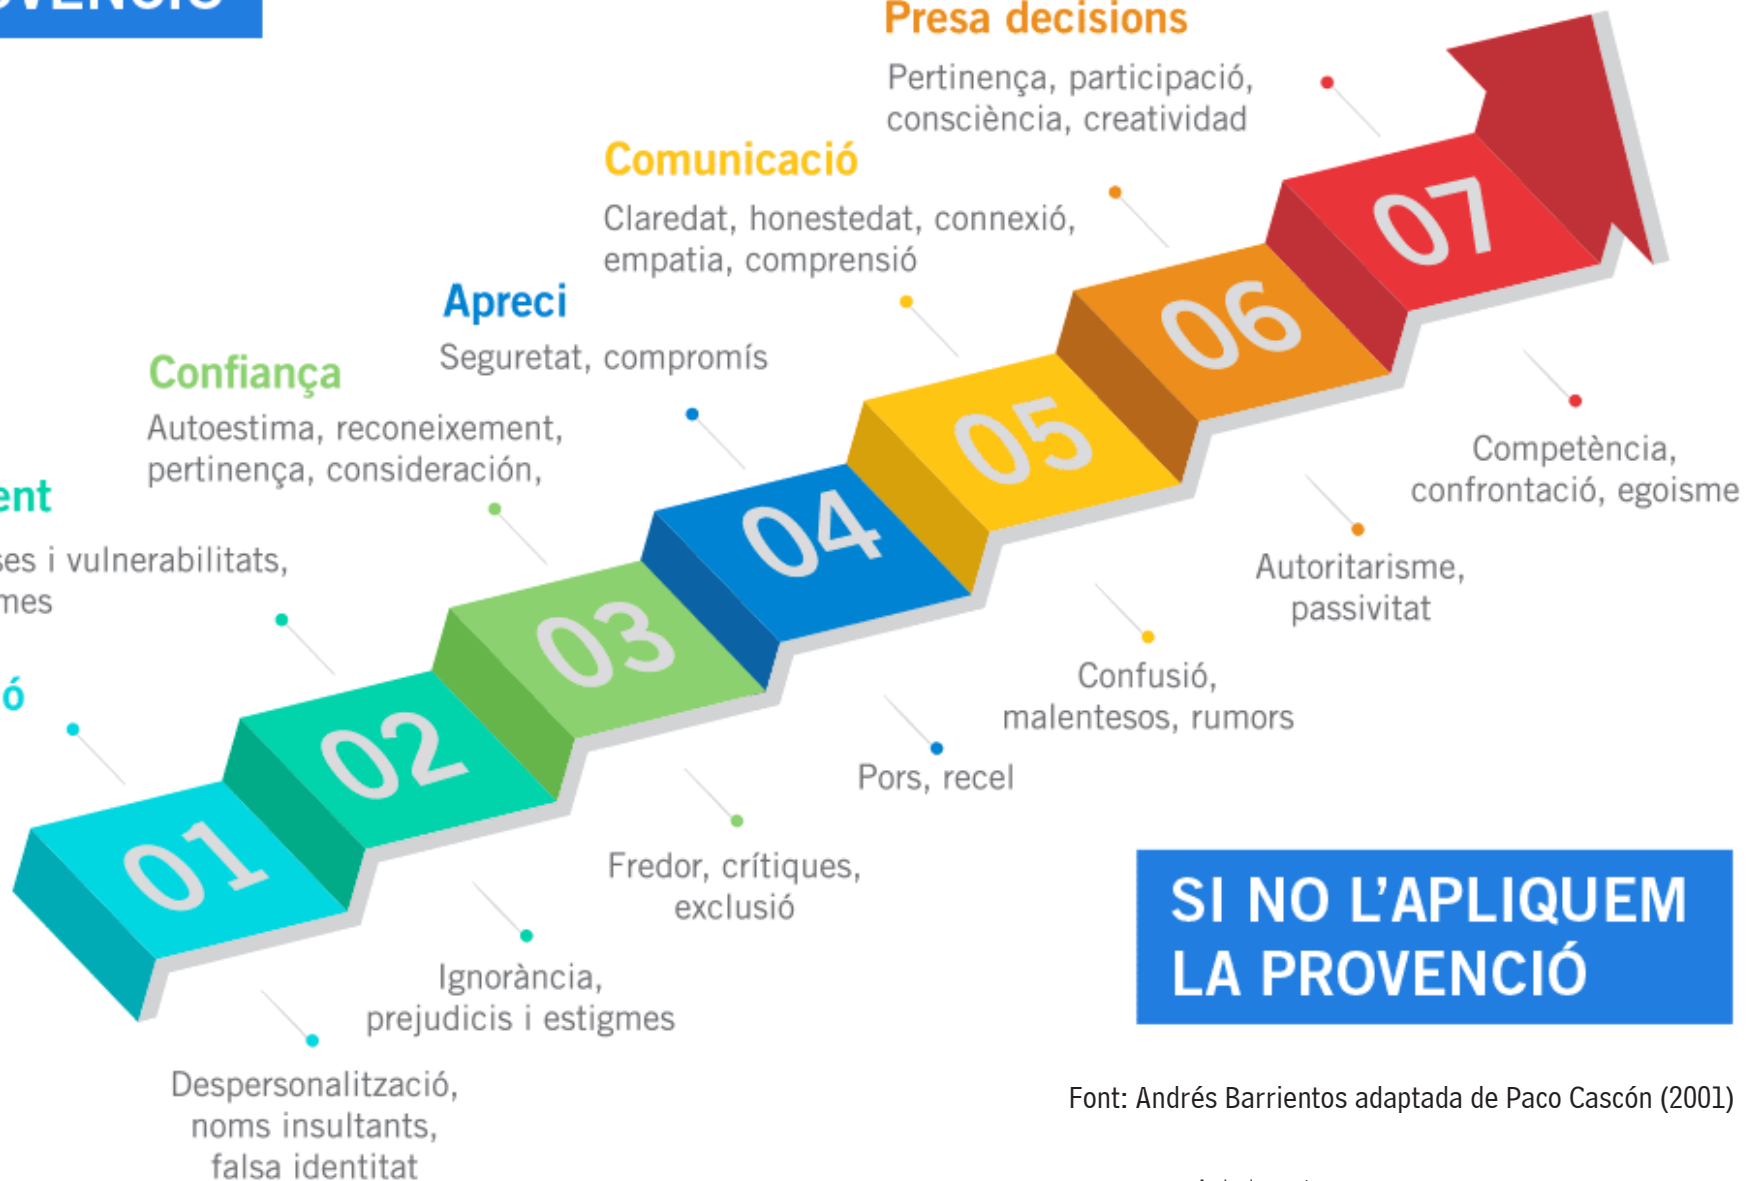 Presa decisions
Pertinença, participació,
consciència, creatividad
Comunicació
Claredat, honestedat, connexió,
empatia, comprensió
Apreci
Seguretat, compromís
Confiança
Autoestima, reconeixement,
pertinença, consideración,
i vulnerabilitats,
01
02
03
04
05
06
07
Competència,
confrontació, egoisme
Autoritarisme,
passivitat
Confusió,
malentesos, rumors
Pors, recel
Fredor, crítiques,
exclusió
Ignorància,
prejudicis i estigmes
Despersonalització,
noms insultants,
falsa identitat
SI NO L’APLIQUEM
LA PROVENCIÓ
Font: Andrés Barrientos adaptada de Paco Cascón (2001)